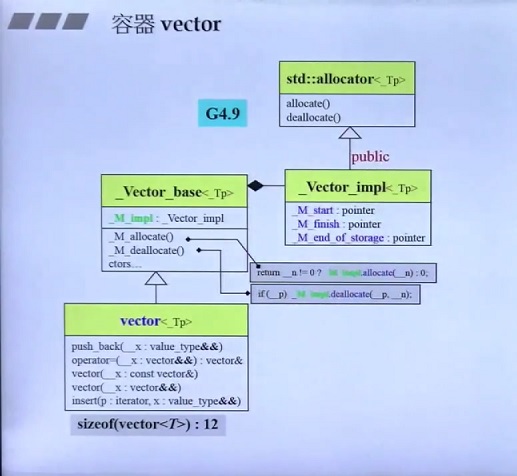 容器 vector
std::allocator<_Tp>
allocate()
deallocate()
G4.9
public
_Vector_base<_Tp>
_M_impl : _Vector_impl
_M_allocate()
_M_deallocate()
ctors...
_Vector_impl<_Tp>
_M_start : pointer
_M_finish : pointer
_M_end_of_storage : pointer
return __n != 0 ? _M_impl.allocate(__n) : 0;
if (__p) _M_impl.deallocate(__p, __n);
vector<_Tp>
push_back(__x : value_type&&)
operator=(__x : vector&&) : vector&
vector(__x : const vector&)
vector(__x : vector&&)
insert(p : iterator, x : value_type&&)
sizeof(vector<T>) : 12